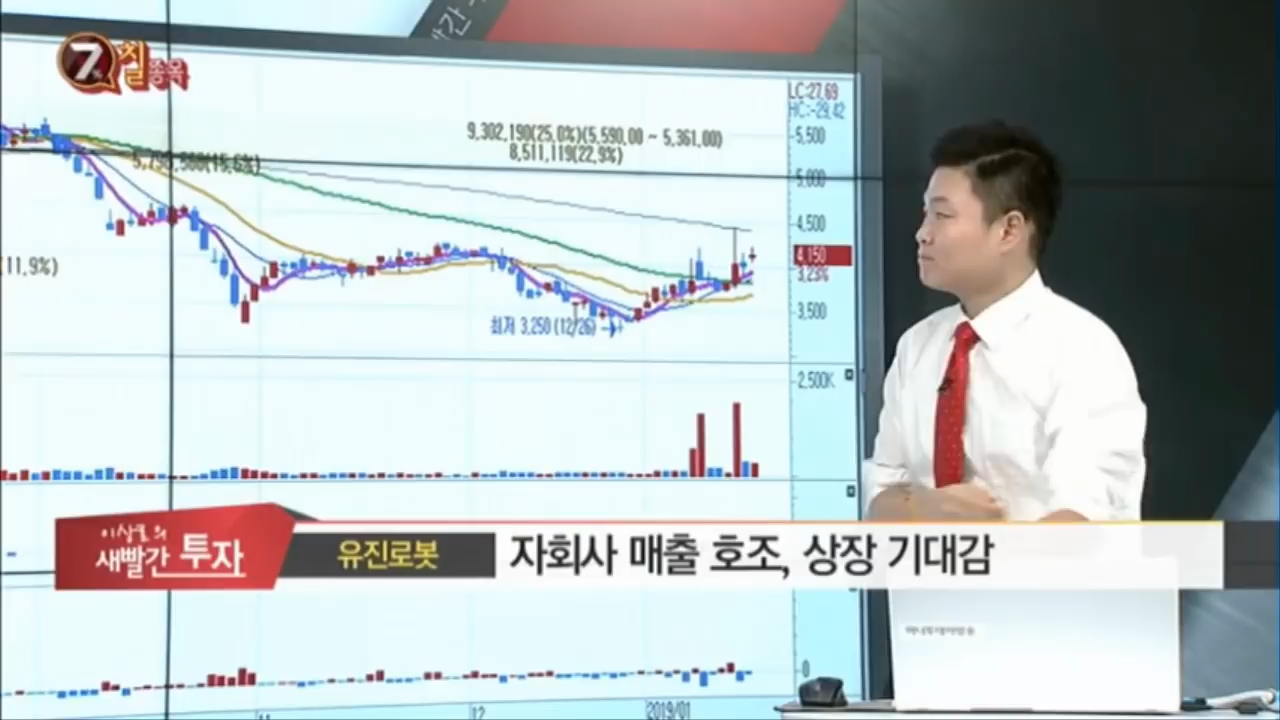 빨간
7%
칠종목
LC:27.69
HC:-29.42
9,302,190(25.0%)(5,590.00 ~ 5,361.00)
8,511,119(22.9%)
5,500
5,000
4,500
4,150
3.23%
3,500
11.9%)
최저 3,250 (12/26)
2,500K
이상로의
새빨간 투자
유진로봇
자회사 매출 호조, 상장 기대감
0
11
12
2019/01